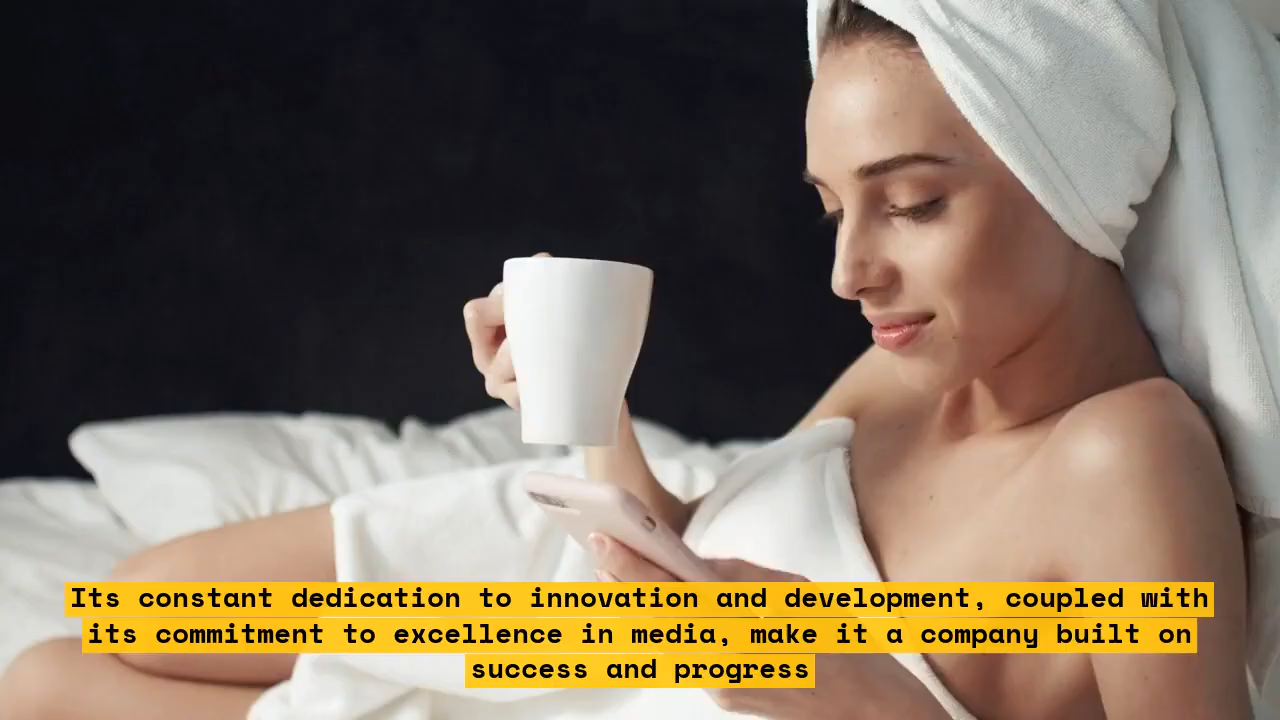 Its constant dedication to innovation and development, coupled with
its commitment to excellence in media, make it a company built on
success and progress